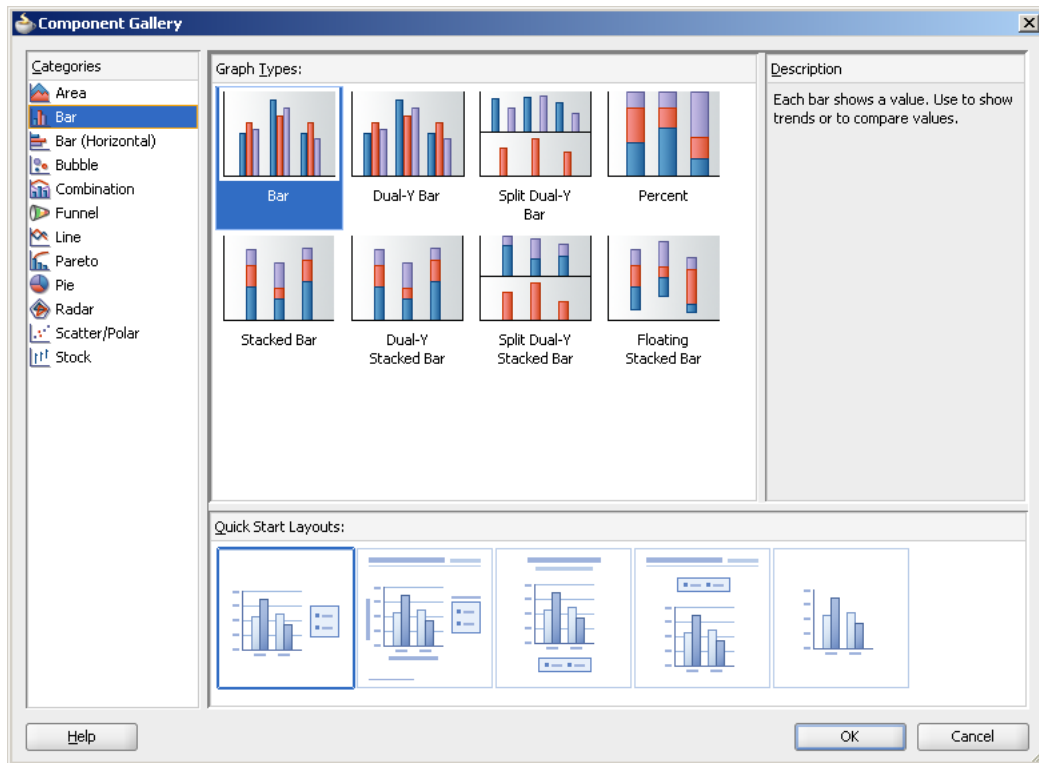 Component Gallery
Categories
Area
Bar
Bar (Horizontal)
Bubble
Combination
Funnel
Line
Pareto
Pie
Radar
Scatter/Polar
Stock
Graph Types:
Bar
Dual-Y Bar
Split Dual-Y
Bar
Percent
Stacked Bar
Dual-Y
Stacked Bar
Split Dual-Y
Stacked Bar
Floating
Stacked Bar
Description
Each bar shows a value. Use to show
trends or to compare values.
Quick Start Layouts:
Help
OK
Cancel